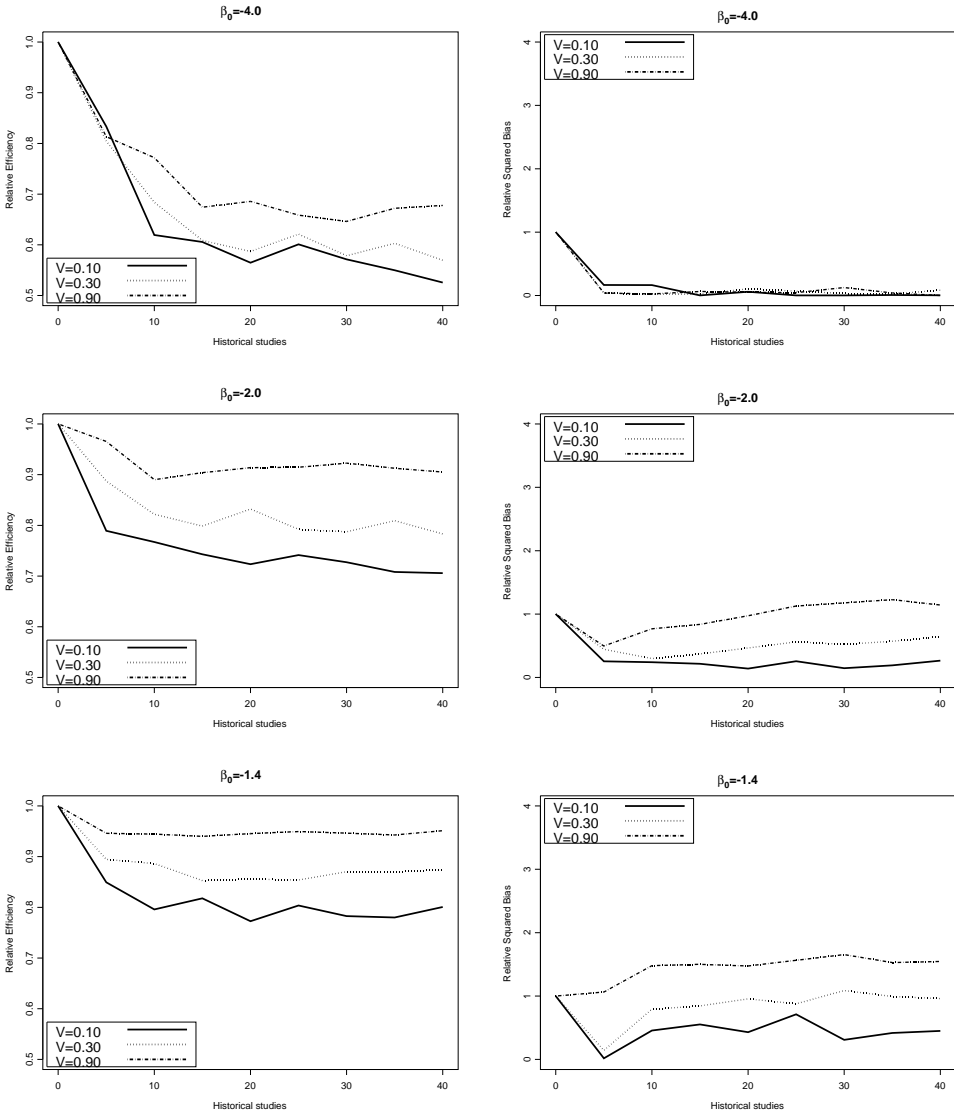 β0=-4.0
Relative Efficiency
1.0
0.9
0.8
0.7
0.6
0.5
V=0.10
V=0.30
V=0.90
0 10 20 30 40
Historical studies
β0=-4.0
Relative Squared Bias
4
3
2
1
0
V=0.10
V=0.30
V=0.90
0 10 20 30 40
Historical studies
β0=-2.0
Relative Efficiency
1.0
0.9
0.8
0.7
0.6
0.5
V=0.10
V=0.30
V=0.90
0 10 20 30 40
Historical studies
β0=-2.0
Relative Squared Bias
4
3
2
1
0
V=0.10
V=0.30
V=0.90
0 10 20 30 40
Historical studies
β0=-1.4
Relative Efficiency
1.0
0.9
0.8
0.7
0.6
0.5
V=0.10
V=0.30
V=0.90
0 10 20 30 40
Historical studies
β0=-1.4
Relative Squared Bias
4
3
2
1
0
V=0.10
V=0.30
V=0.90
0 10 20 30 40
Historical studies